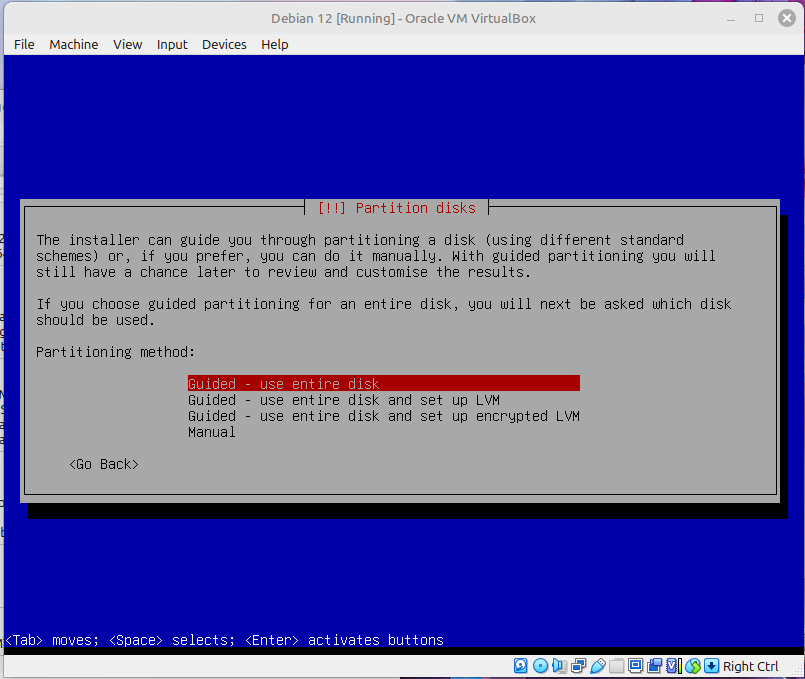 Debian 12 [Running] - Oracle VM VirtualBox
File Machine View Input Devices Help
[!!] Partition disks
The installer can guide you through partitioning a disk (using different standard
schemes) or, if you prefer, you can do it manually. With guided partitioning you will
still have a chance later to review and customise the results.
If you choose guided partitioning for an entire disk, you will next be asked which disk
should be used.
Partitioning method:
Guided - use entire disk
Guided - use entire disk and set up LVM
Guided - use entire disk and set up encrypted LVM
Manual
<Go Back>
<Tab> moves; <Space> selects; <Enter> activates buttons
Right Ctrl